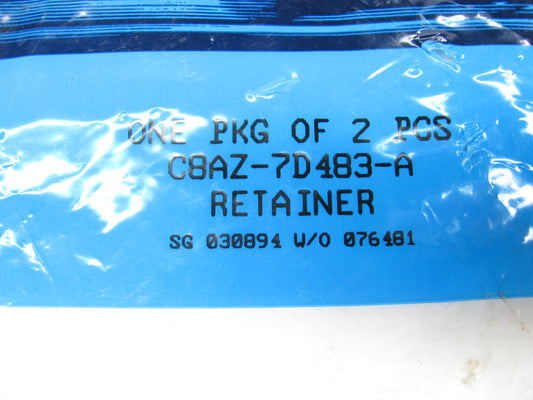 ONE PKG OF 2 PCS
C8AZ-7D483-A
RETAINER
SG 030894 W/O 076481